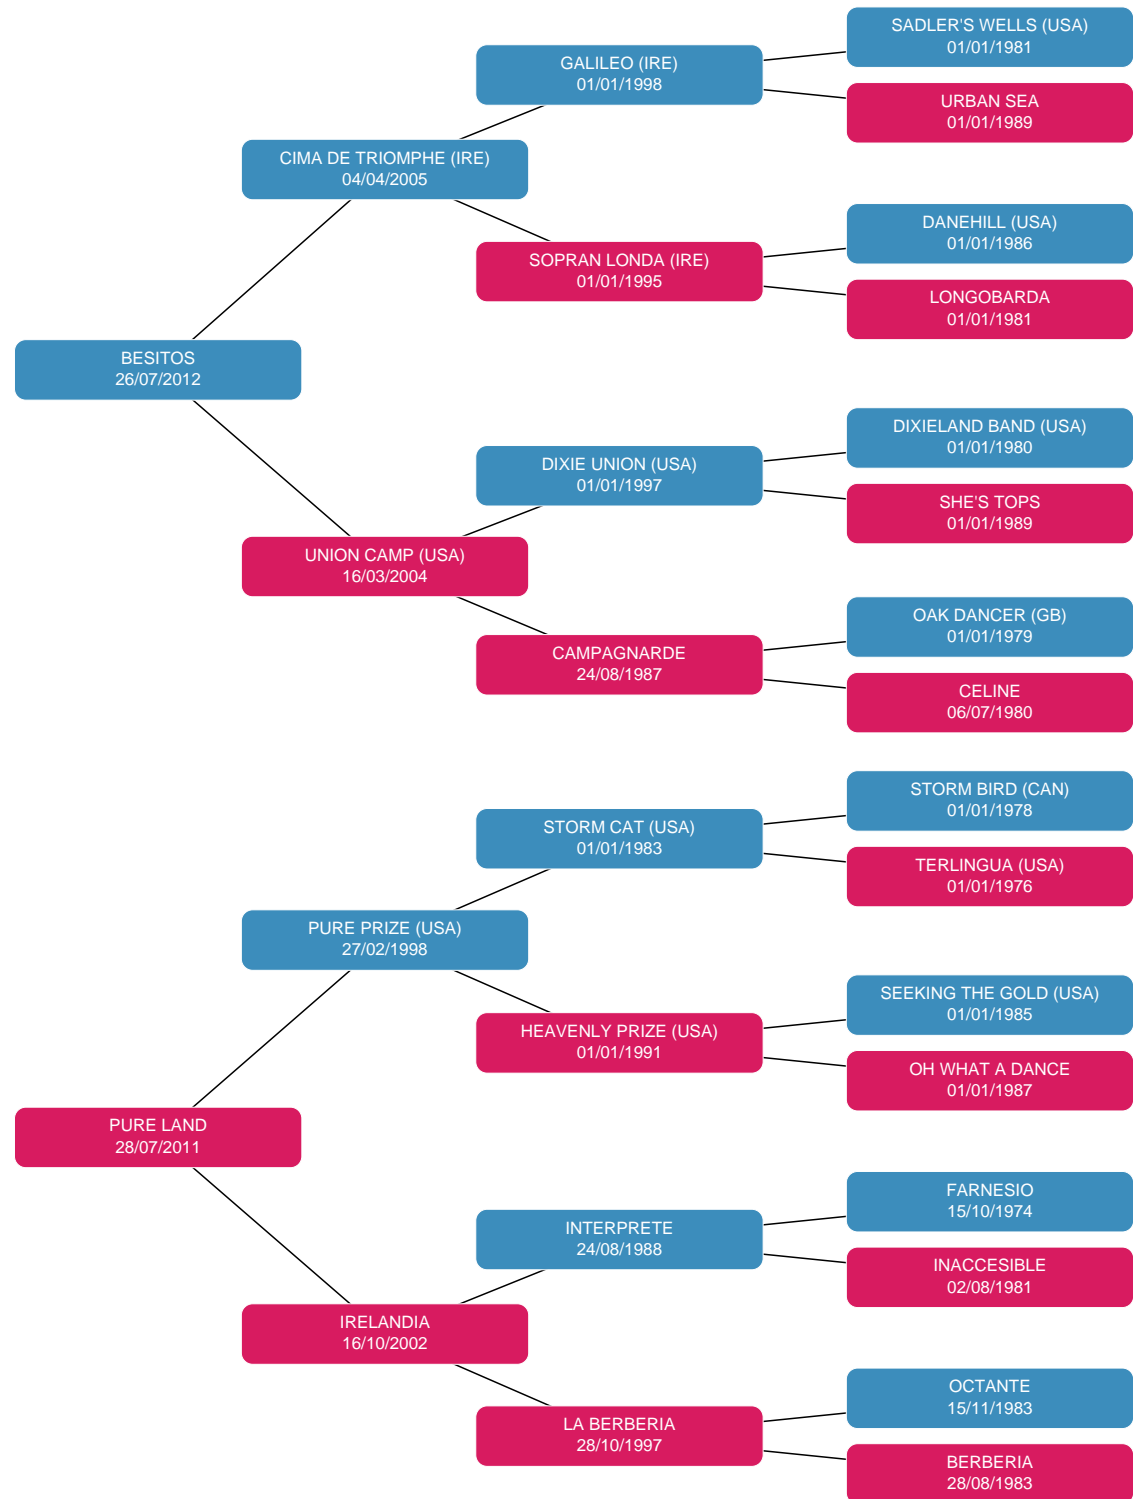 SADLER'S WELLS (USA)
01/01/1981
GALILEO (IRE)
01/01/1998
URBAN SEA
01/01/1989
CIMA DE TRIOMPHE (IRE)
04/04/2005
DANEHILL (USA)
01/01/1986
SOPRAN LONDA (IRE)
01/01/1995
LONGOBARDA
01/01/1981
BESITOS
26/07/2012
DIXIELAND BAND (USA)
01/01/1980
DIXIE UNION (USA)
01/01/1997
SHE'S TOPS
01/01/1989
UNION CAMP (USA)
16/03/2004
OAK DANCER (GB)
01/01/1979
CAMPAGNARDE
24/08/1987
CELINE
06/07/1980
STORM BIRD (CAN)
01/01/1978
STORM CAT (USA)
01/01/1983
TERLINGUA (USA)
01/01/1976
PURE PRIZE (USA)
27/02/1998
SEEKING THE GOLD (USA)
01/01/1985
HEAVENLY PRIZE (USA)
01/01/1991
OH WHAT A DANCE
01/01/1987
PURE LAND
28/07/2011
FARNESIO
15/10/1974
INTERPRETE
24/08/1988
INACCESIBLE
02/08/1981
IRELANDIA
16/10/2002
OCTANTE
15/11/1983
LA BERBERIA
28/10/1997
BERBERIA
28/08/1983